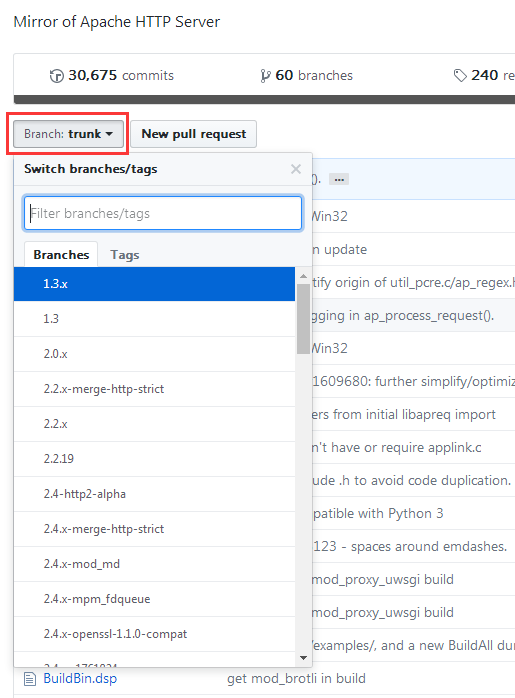 Mirror of Apache HTTP Server
30,675 commits
60 branches
240 re
Branch: trunk
New pull request
Switch branches/tags
Filter branches/tags
Branches
Tags
1.3.x
1.3
2.0.x
2.2.x-merge-http-strict
2.2.x
2.2.19
2.4-http2-alpha
2.4.x-merge-http-strict
2.4.x-mod_md
2.4.x-mpm_fdqueue
2.4.x-openssl-1.1.0-compat
). ...
Win32
n update
tify origin of util_pcre.c/ap_regex.h
gging in ap_process_request().
Win32
1609680: further simplify/optimiz
ers from initial libapreq import
n't have or require applink.c
ude .h to avoid code duplication.
patible with Python 3
123 - spaces around emdashes.
mod_proxy_uwsgi build
mod_proxy_uwsgi build
/examples/, and a new BuildAll dun
BuildBin.dsp
get mod_brotli in build